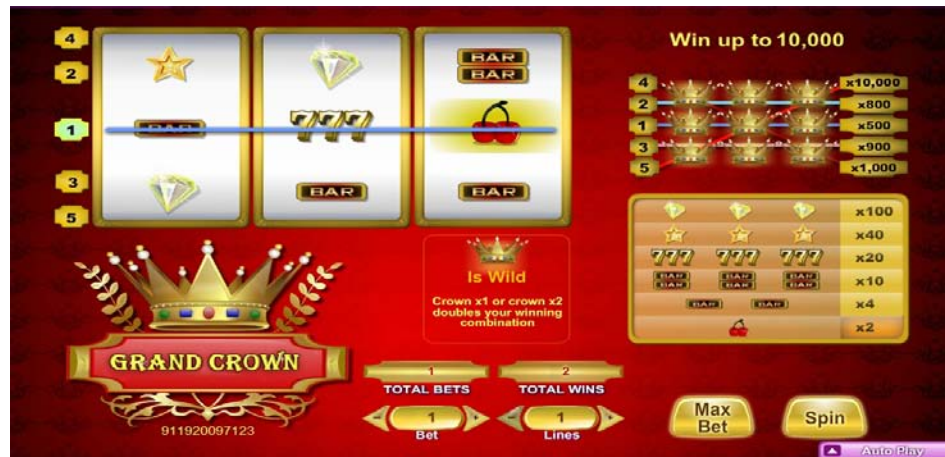 4
2
1
3
5
BAR
777
BAR
BAR
BAR
BAR
BAR
Win up to 10,000
4 x10,000
2 x800
1 x500
3 x900
5 x1,000
x100
x40
777 777 777 x20
BAR BAR BAR
BAR BAR BAR
x10
BAR BAR x4
x2
Is Wild
Crown x1 or crown x2
doubles your winning
combination
GRAND CROWN
911920097123
1
TOTAL BETS
2
TOTAL WINS
1
Bet
1
Lines
Max
Bet
Spin
Auto Play